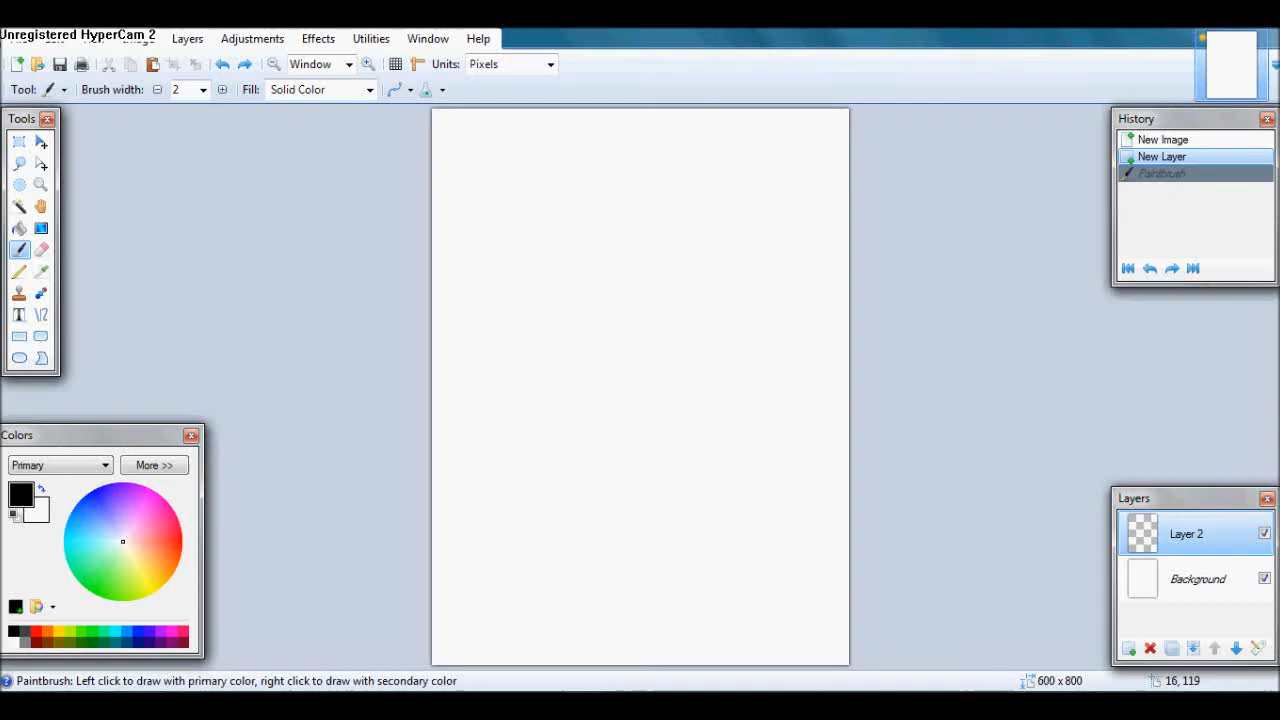 Unregistered HyperCam 2
Layers Adjustments Effects Utilities Window Help
Window Units: Pixels
Tool: Brush width: 2 Fill: Solid Color
Tools
History
New Image
New Layer
Paintbrush
Colors
Primary More >>
Layers
Layer 2
Background
Paintbrush: Left click to draw with primary color, right click to draw with secondary color 600 x 800 16, 119